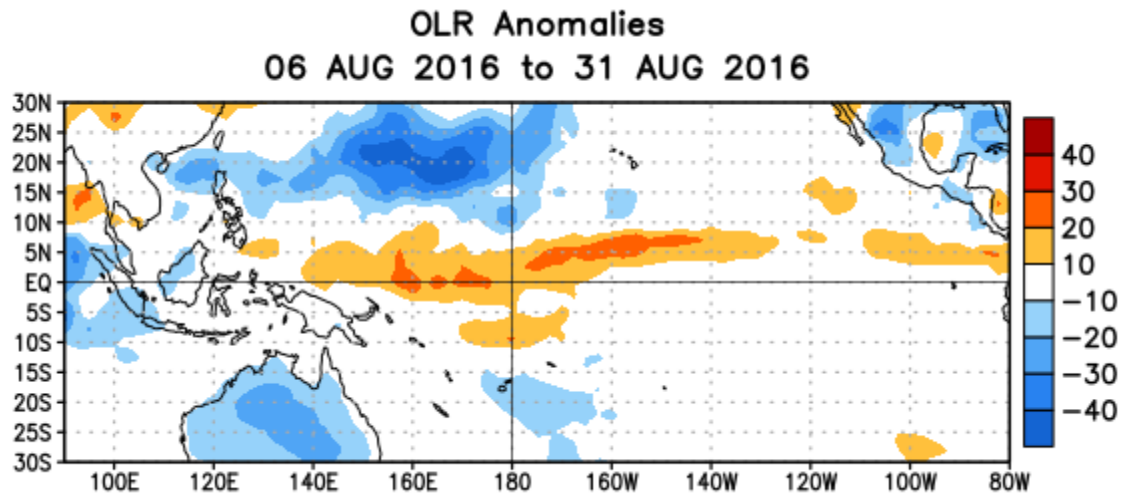 OLR Anomalies
06 AUG 2016 to 31 AUG 2016
30N
25N
20N
15N
10N
5N
EQ
5S
10S
15S
20S
25S
30S
100E 120E 140E 160E 180 160W 140W 120W 100W 80W
40
30
20
10
−10
−20
−30
−40